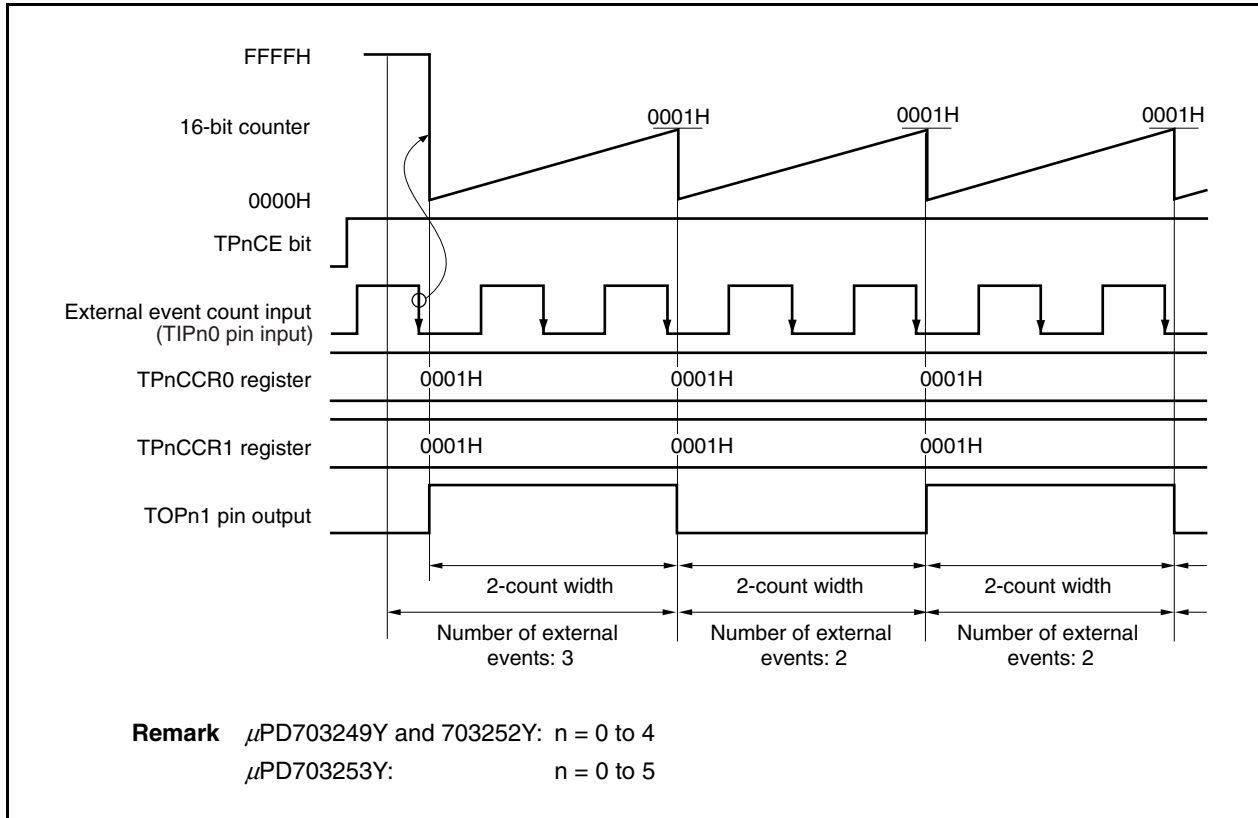 FFFFH
16-bit counter
0001H 0001H 0001H
0000H
TPnCE bit
External event count input
(TIPn0 pin input)
TPnCCR0 register 0001H 0001H 0001H
TPnCCR1 register 0001H 0001H 0001H
TOPn1 pin output
2-count width 2-count width 2-count width
Number of external Number of external Number of external
events: 3 events: 2 events: 2
Remark μPD703249Y and 703252Y: n = 0 to 4
μPD703253Y: n = 0 to 5